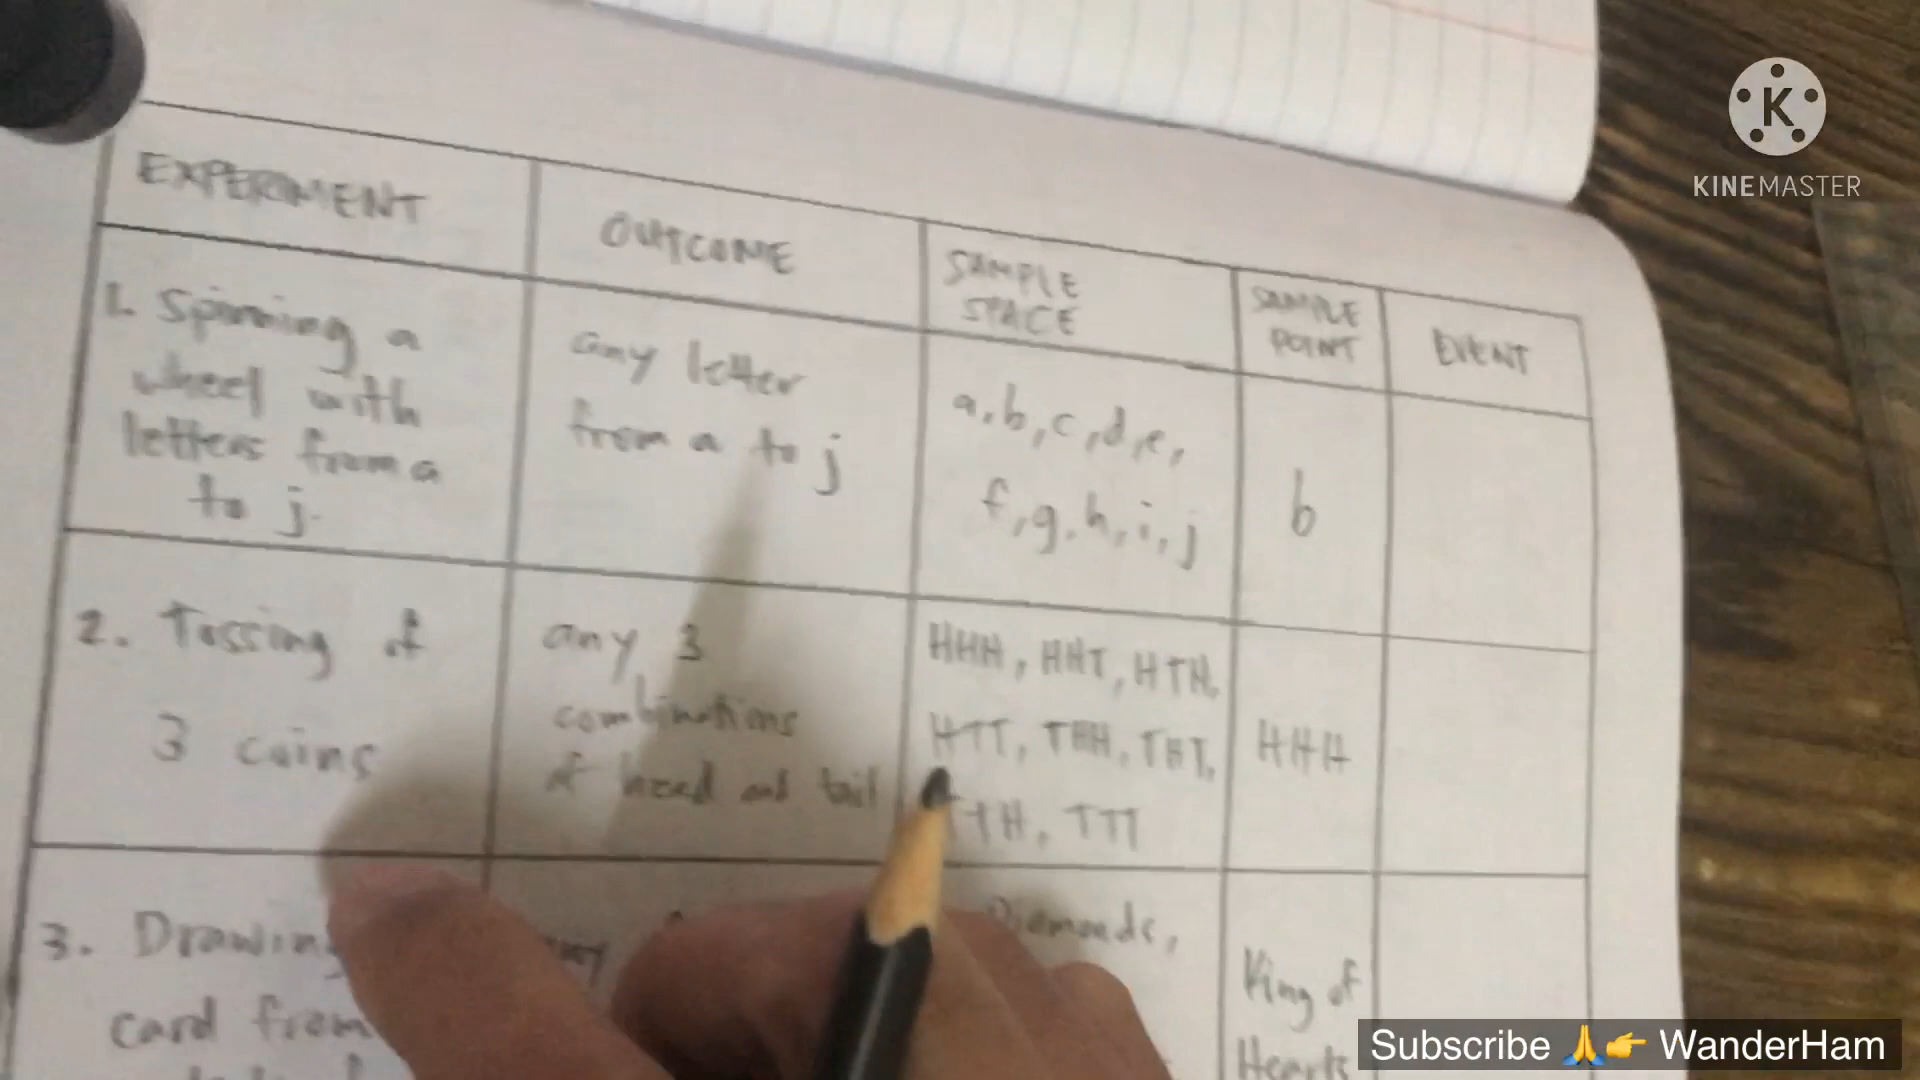 EXPERIMENT
OUTCOME
SAMPLE
SPACE
SAMPLE
POINT
EVENT
1. Spinning a
wheel with
letters from a
to j.
any letter
from a to j
a, b, c, d, e,
f, g, h, i, j
b
2. Tossing of
3 coins
any 3
combinations
of head and tail
HHH, HHT, HTH,
HTT, THH, THT,
TTH, TTT
HHH
3. Drawing
card from
Diamonds,
King of
Hearts
K
KINEMASTER
Subscribe 🙏👉 WanderHam